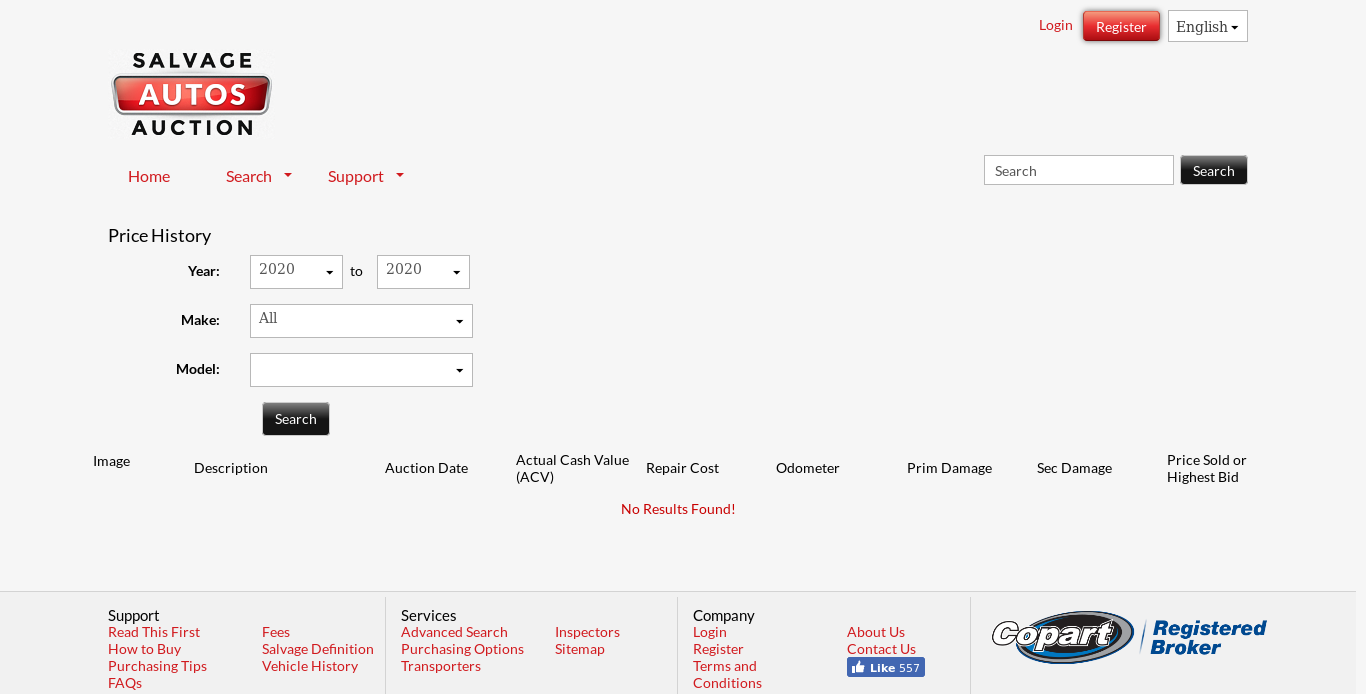 Login
Register
English
SALVAGE
AUTOS
AUCTION
Home
Search
Support
Search
Search
Price History
Year:
2020
to
2020
Make:
All
Model:
Search
Image
Description
Auction Date
Actual Cash Value
(ACV)
Repair Cost
Odometer
Prim Damage
Sec Damage
Price Sold or
Highest Bid
No Results Found!
Support
Read This First
How to Buy
Purchasing Tips
FAQs
Fees
Salvage Definition
Vehicle History
Services
Advanced Search
Purchasing Options
Transporters
Inspectors
Sitemap
Company
Login
Register
Terms and
Conditions
About Us
Contact Us
Like 557
Copart
Registered
Broker